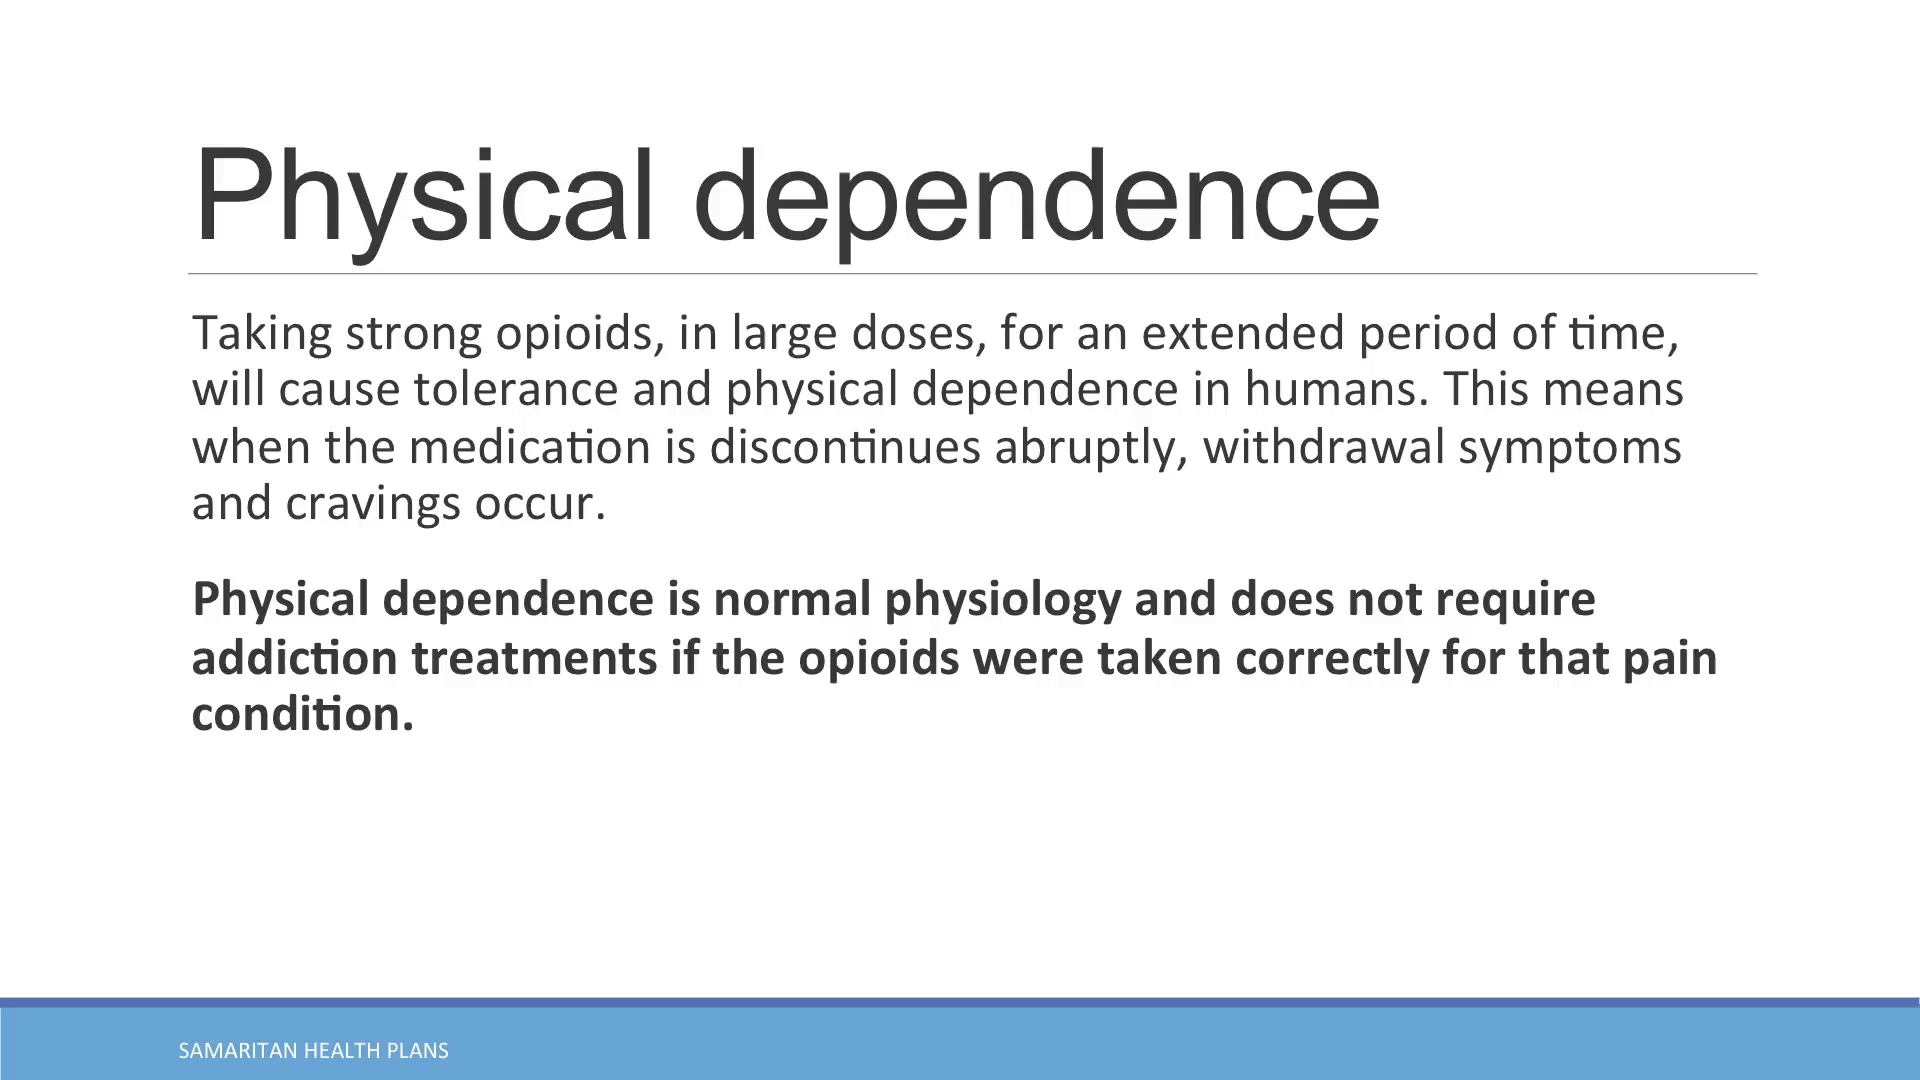 Physical dependence
Taking strong opioids, in large doses, for an extended period of time,
will cause tolerance and physical dependence in humans. This means
when the medication is discontinues abruptly, withdrawal symptoms
and cravings occur.
Physical dependence is normal physiology and does not require
addiction treatments if the opioids were taken correctly for that pain
condition.
SAMARITAN HEALTH PLANS